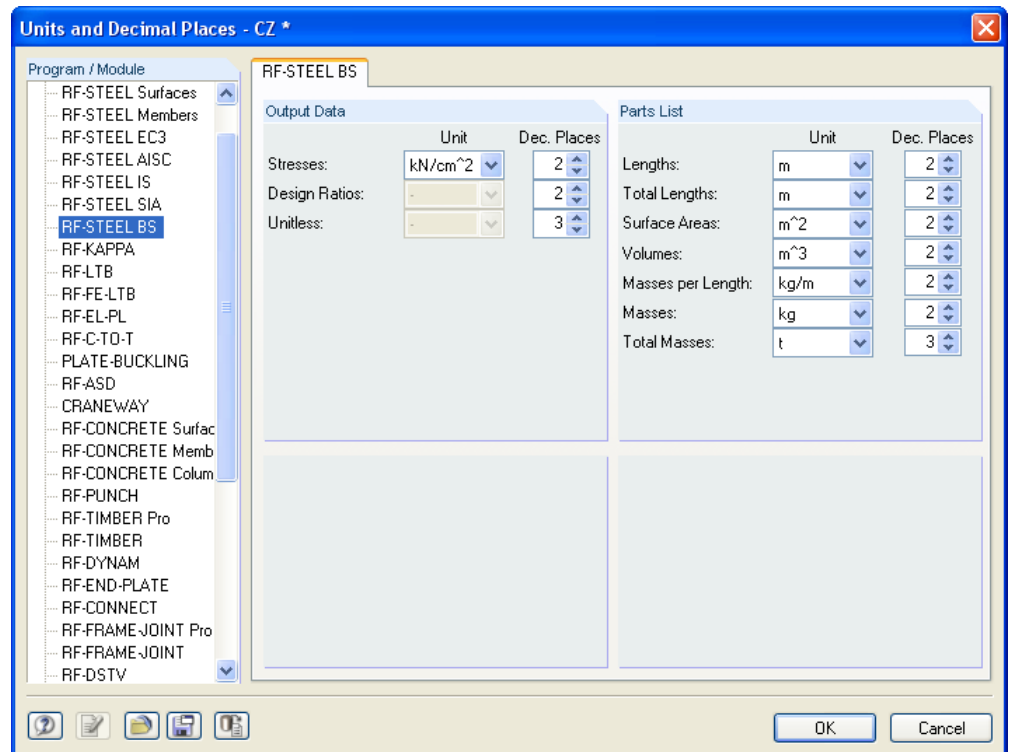 Units and Decimal Places - CZ *
Program / Module
RF-STEEL Surfaces
RF-STEEL Members
RF-STEEL EC3
RF-STEEL AISC
RF-STEEL IS
RF-STEEL SIA
RF-STEEL BS
RF-KAPPA
RF-LTB
RF-FE-LTB
RF-EL-PL
RF-C-TO-T
PLATE-BUCKLING
RF-ASD
CRANEWAY
RF-CONCRETE Surfac
RF-CONCRETE Memb
RF-CONCRETE Colum
RF-PUNCH
RF-TIMBER Pro
RF-TIMBER
RF-DYNAM
RF-END-PLATE
RF-CONNECT
RF-FRAME-JOINT Pro
RF-FRAME-JOINT
RF-DSTV
RF-STEEL BS
Output Data
Unit Dec. Places
Stresses: kN/cm^2 2
Design Ratios: - 2
Unitless: - 3
Parts List
Unit Dec. Places
Lengths: m 2
Total Lengths: m 2
Surface Areas: m^2 2
Volumes: m^3 2
Masses per Length: kg/m 2
Masses: kg 2
Total Masses: t 3
OK Cancel